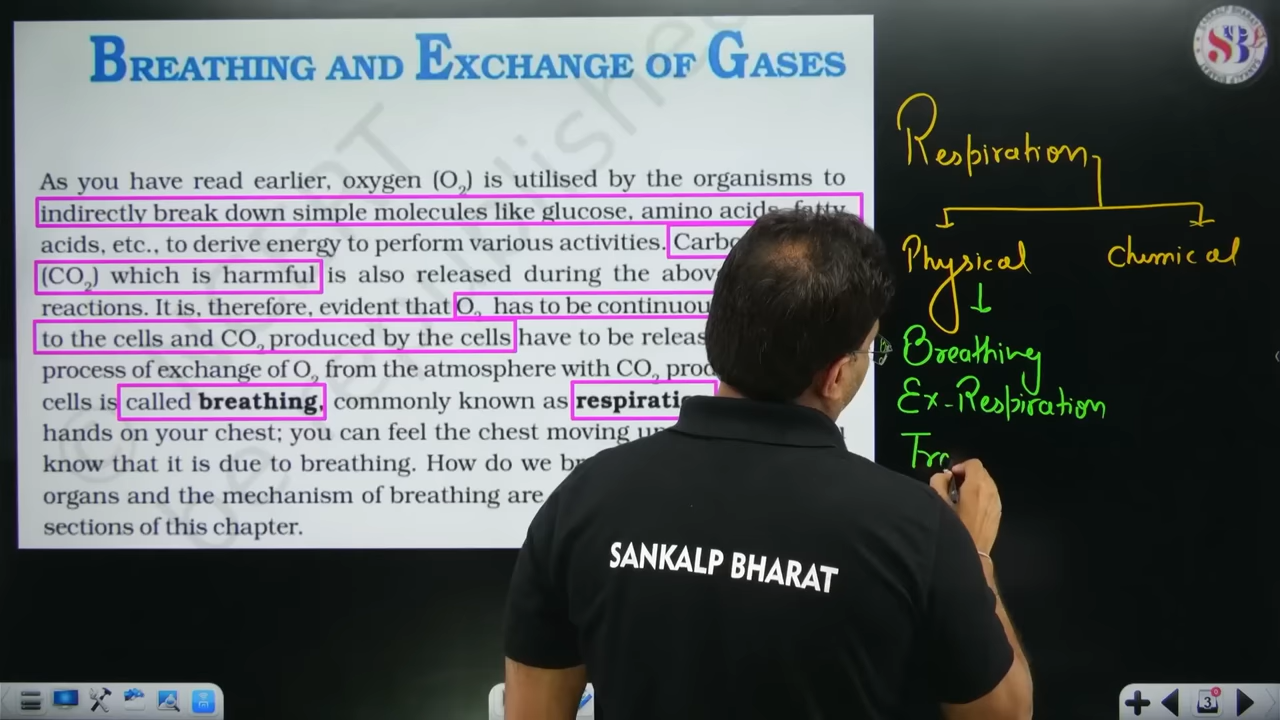 BREATHING AND EXCHANGE OF GASES
As you have read earlier, oxygen (O₂) is utilised by the organisms to
indirectly break down simple molecules like glucose, amino acids, fatty
acids, etc., to derive energy to perform various activities.
(CO₂) which is harmful is also released during the
reactions. It is, therefore, evident that O₂ has to be
to the cells and CO₂ produced by the cells have to be
process of exchange of O₂ from the atmosphere with CO₂
cells is called breathing, commonly known as
hands on your chest; you can feel the chest moving
know that it is due to breathing. How do we
organs and the mechanism of breathing are
sections of this chapter.
Respiration
Physical Chemical
Breathing
Ex-Respiration
SANKALP BHARAT
SB
3